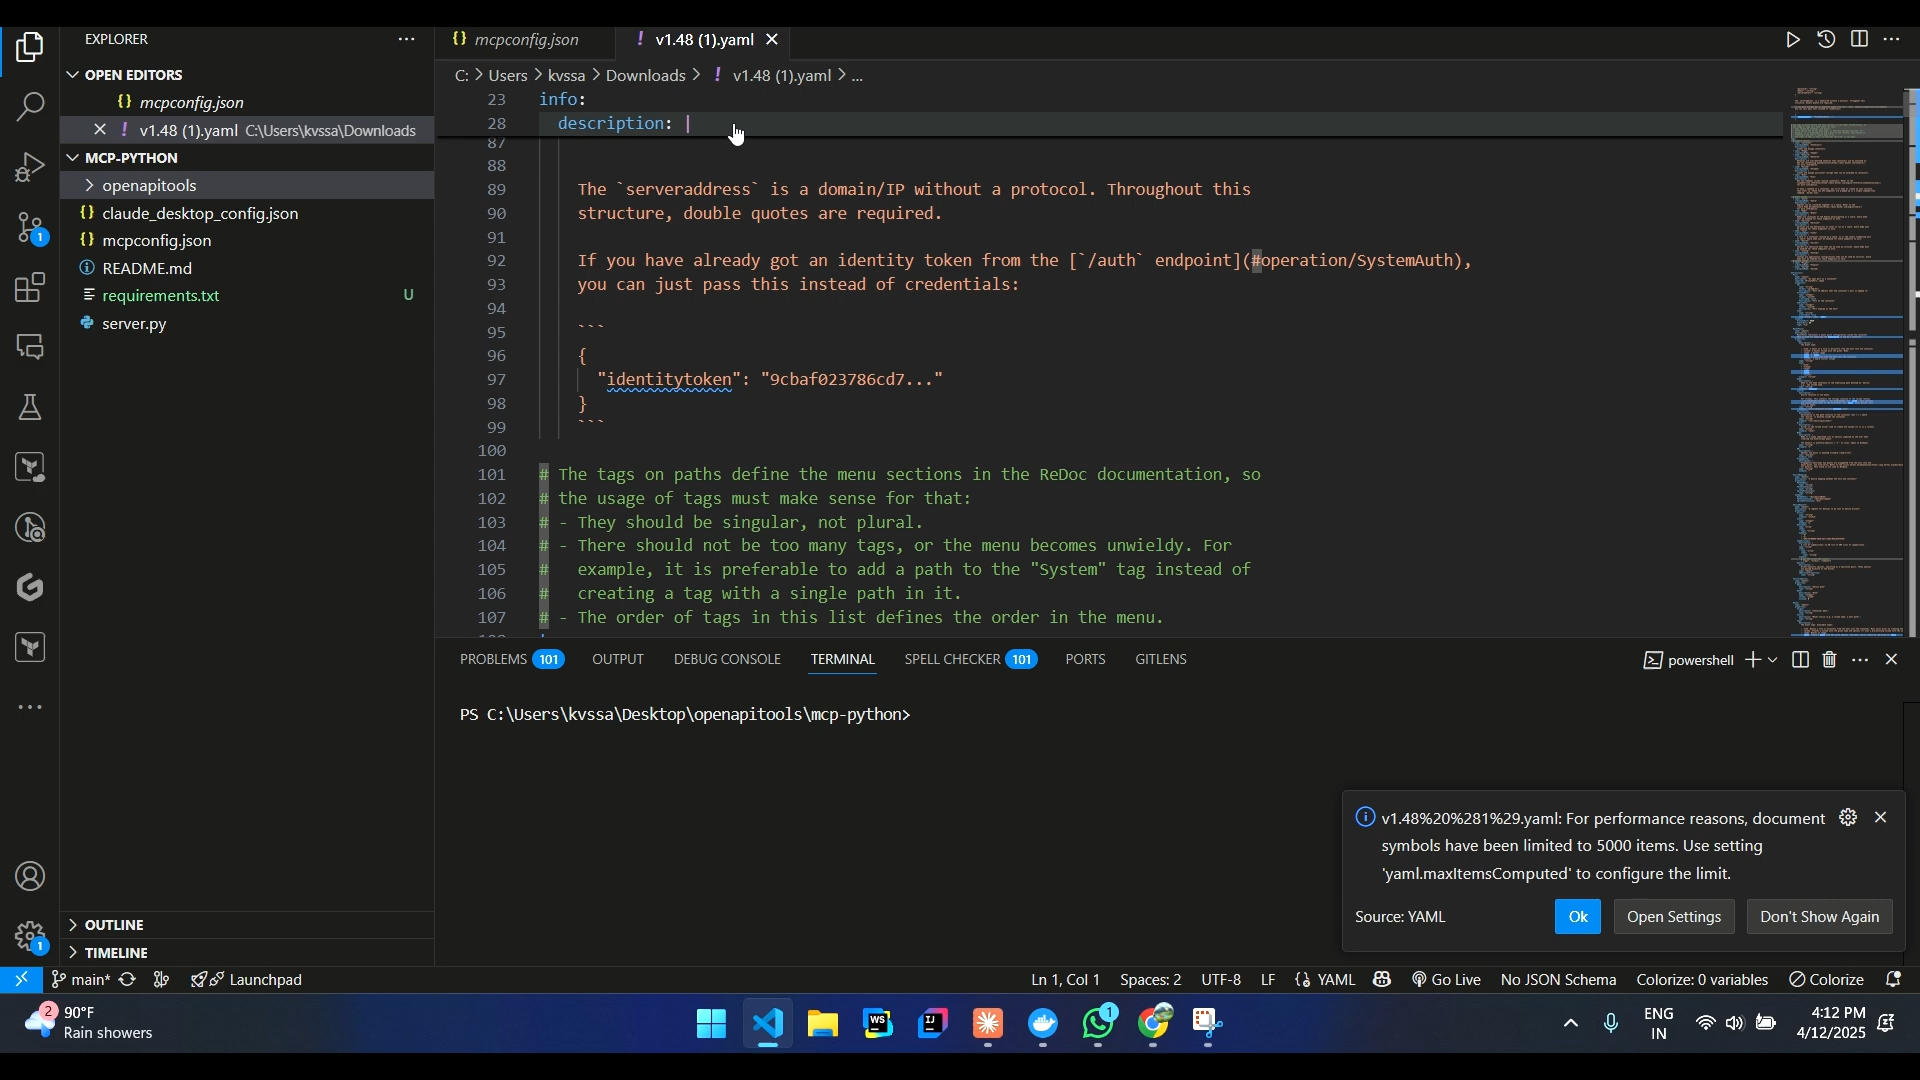 EXPLORER
OPEN EDITORS
mcpconfig.json
v1.48 (1).yaml C:\Users\kvssa\Downloads
MCP-PYTHON
openapitools
claude_desktop_config.json
mcpconfig.json
README.md
requirements.txt U
server.py
OUTLINE
TIMELINE
mcpconfig.json
v1.48 (1).yaml
C: > Users > kvssa > Downloads > ! v1.48 (1).yaml > ...
23 info:
28 description: |
87
88
89 The `serveraddress` is a domain/IP without a protocol. Throughout this
90 structure, double quotes are required.
91
92 If you have already got an identity token from the [`/auth` endpoint](#operation/SystemAuth),
93 you can just pass this instead of credentials:
94
95 ```
96 {
97 "identitytoken": "9cbaf023786cd7..."
98 }
99 ```
100
101 # The tags on paths define the menu sections in the ReDoc documentation, so
102 # the usage of tags must make sense for that:
103 # - They should be singular, not plural.
104 # - There should not be too many tags, or the menu becomes unwieldy. For
105 #   example, it is preferable to add a path to the "System" tag instead of
106 #   creating a tag with a single path in it.
107 # - The order of tags in this list defines the order in the menu.
PROBLEMS 101 OUTPUT DEBUG CONSOLE TERMINAL SPELL CHECKER 101 PORTS GITLENS
powershell
PS C:\Users\kvssa\Desktop\openapitools\mcp-python>
v1.48%20%281%29.yaml: For performance reasons, document
symbols have been limited to 5000 items. Use setting
'yaml.maxItemsComputed' to configure the limit.
Source: YAML
Ok
Open Settings
Don't Show Again
1
1
main* Launchpad
Ln 1, Col 1 Spaces: 2 UTF-8 LF {} YAML Go Live No JSON Schema Colorize: 0 variables Colorize
2
90°F
Rain showers
WS
IJ
1
ENG
IN
4:12 PM
4/12/2025